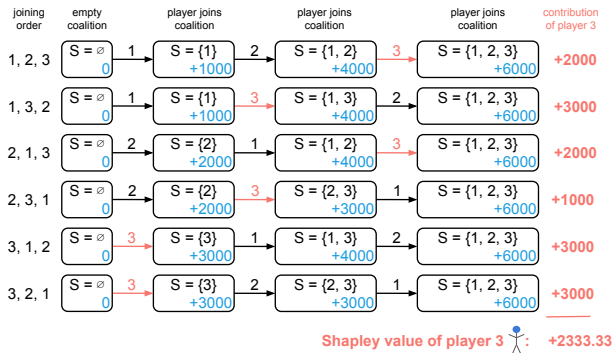 joining order
empty coalition
player joins coalition
player joins coalition
player joins coalition
contribution of player 3
1, 2, 3
S = ∅
0
1
S = {1}
+1000
2
S = {1, 2}
+4000
3
S = {1, 2, 3}
+6000
+2000
1, 3, 2
S = ∅
0
1
S = {1}
+1000
3
S = {1, 3}
+4000
2
S = {1, 2, 3}
+6000
+3000
2, 1, 3
S = ∅
0
2
S = {2}
+2000
1
S = {1, 2}
+4000
3
S = {1, 2, 3}
+6000
+2000
2, 3, 1
S = ∅
0
2
S = {2}
+2000
3
S = {2, 3}
+3000
1
S = {1, 2, 3}
+6000
+1000
3, 1, 2
S = ∅
0
3
S = {3}
+3000
1
S = {1, 3}
+4000
2
S = {1, 2, 3}
+6000
+3000
3, 2, 1
S = ∅
0
3
S = {3}
+3000
2
S = {2, 3}
+3000
1
S = {1, 2, 3}
+6000
+3000
Shapley value of player 3 : +2333.33